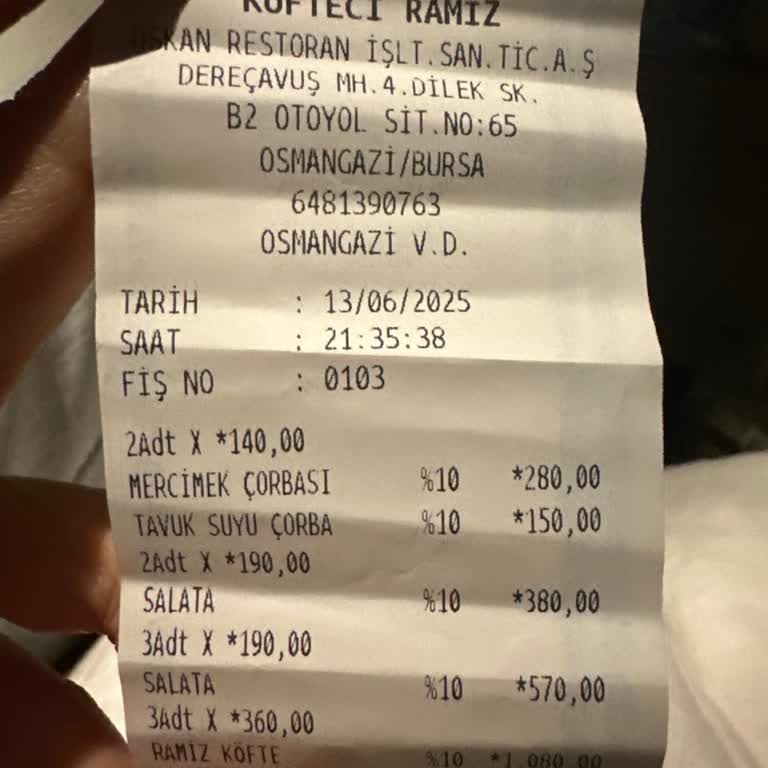 KÖFTECİ RAMİZ
KAN RESTORAN İŞLT.SAN.TİC.A.Ş
DEREÇAVUŞ MH.4.DİLEK SK.
B2 OTOYOL SİT.NO:65
OSMANGAZİ/BURSA
6481390763
OSMANGAZİ V.D.
TARİH : 13/06/2025
SAAT : 21:35:38
FİŞ NO : 0103
2Adt X *140,00
MERCİMEK ÇORBASI %10 *280,00
TAVUK SUYU ÇORBA %10 *150,00
2Adt X *190,00
SALATA %10 *380,00
3Adt X *190,00
SALATA %10 *570,00
3Adt X *360,00
RAMİZ KÖFTE %10 *1.080,00